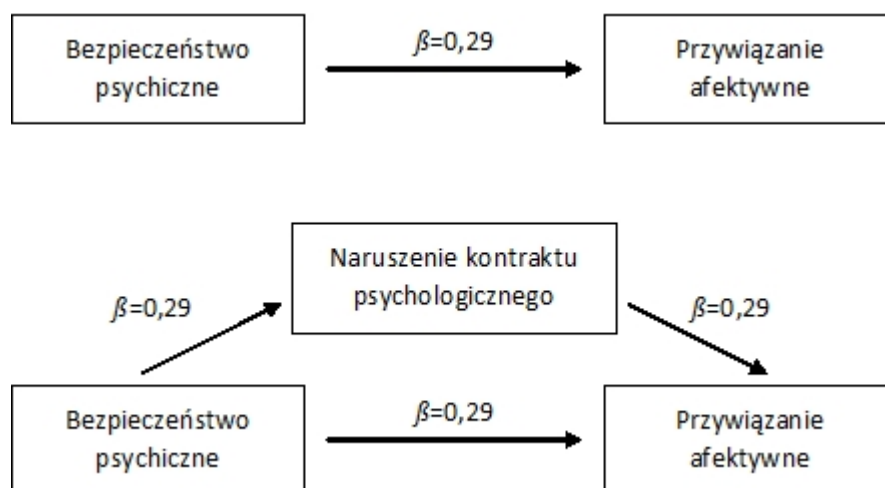 Bezpieczeństwo
psychiczne
ß=0,29
Przywiązanie
afektywne
Naruszenie kontraktu
psychologicznego
ß=0,29
ß=0,29
Bezpieczeństwo
psychiczne
ß=0,29
Przywiązanie
afektywne